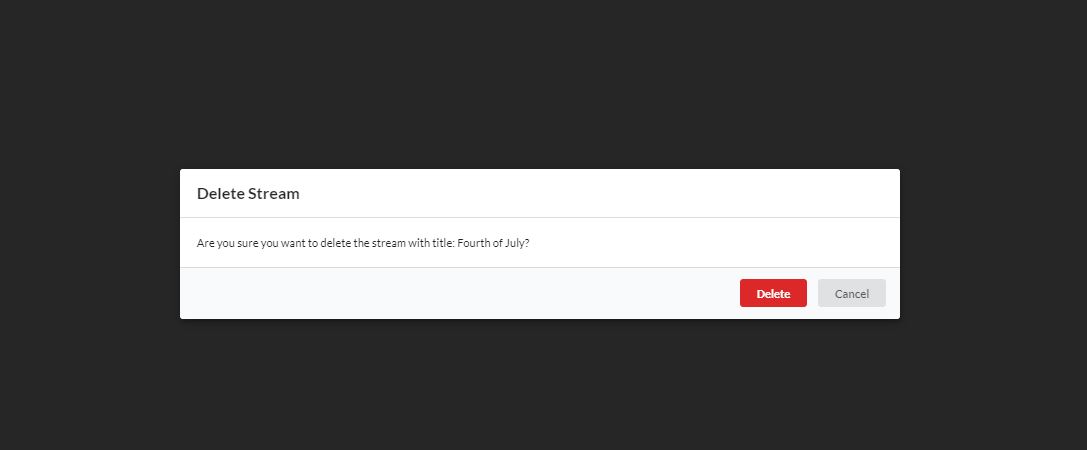 Delete Stream
Are you sure you want to delete the stream with title: Fourth of July?
Delete Cancel